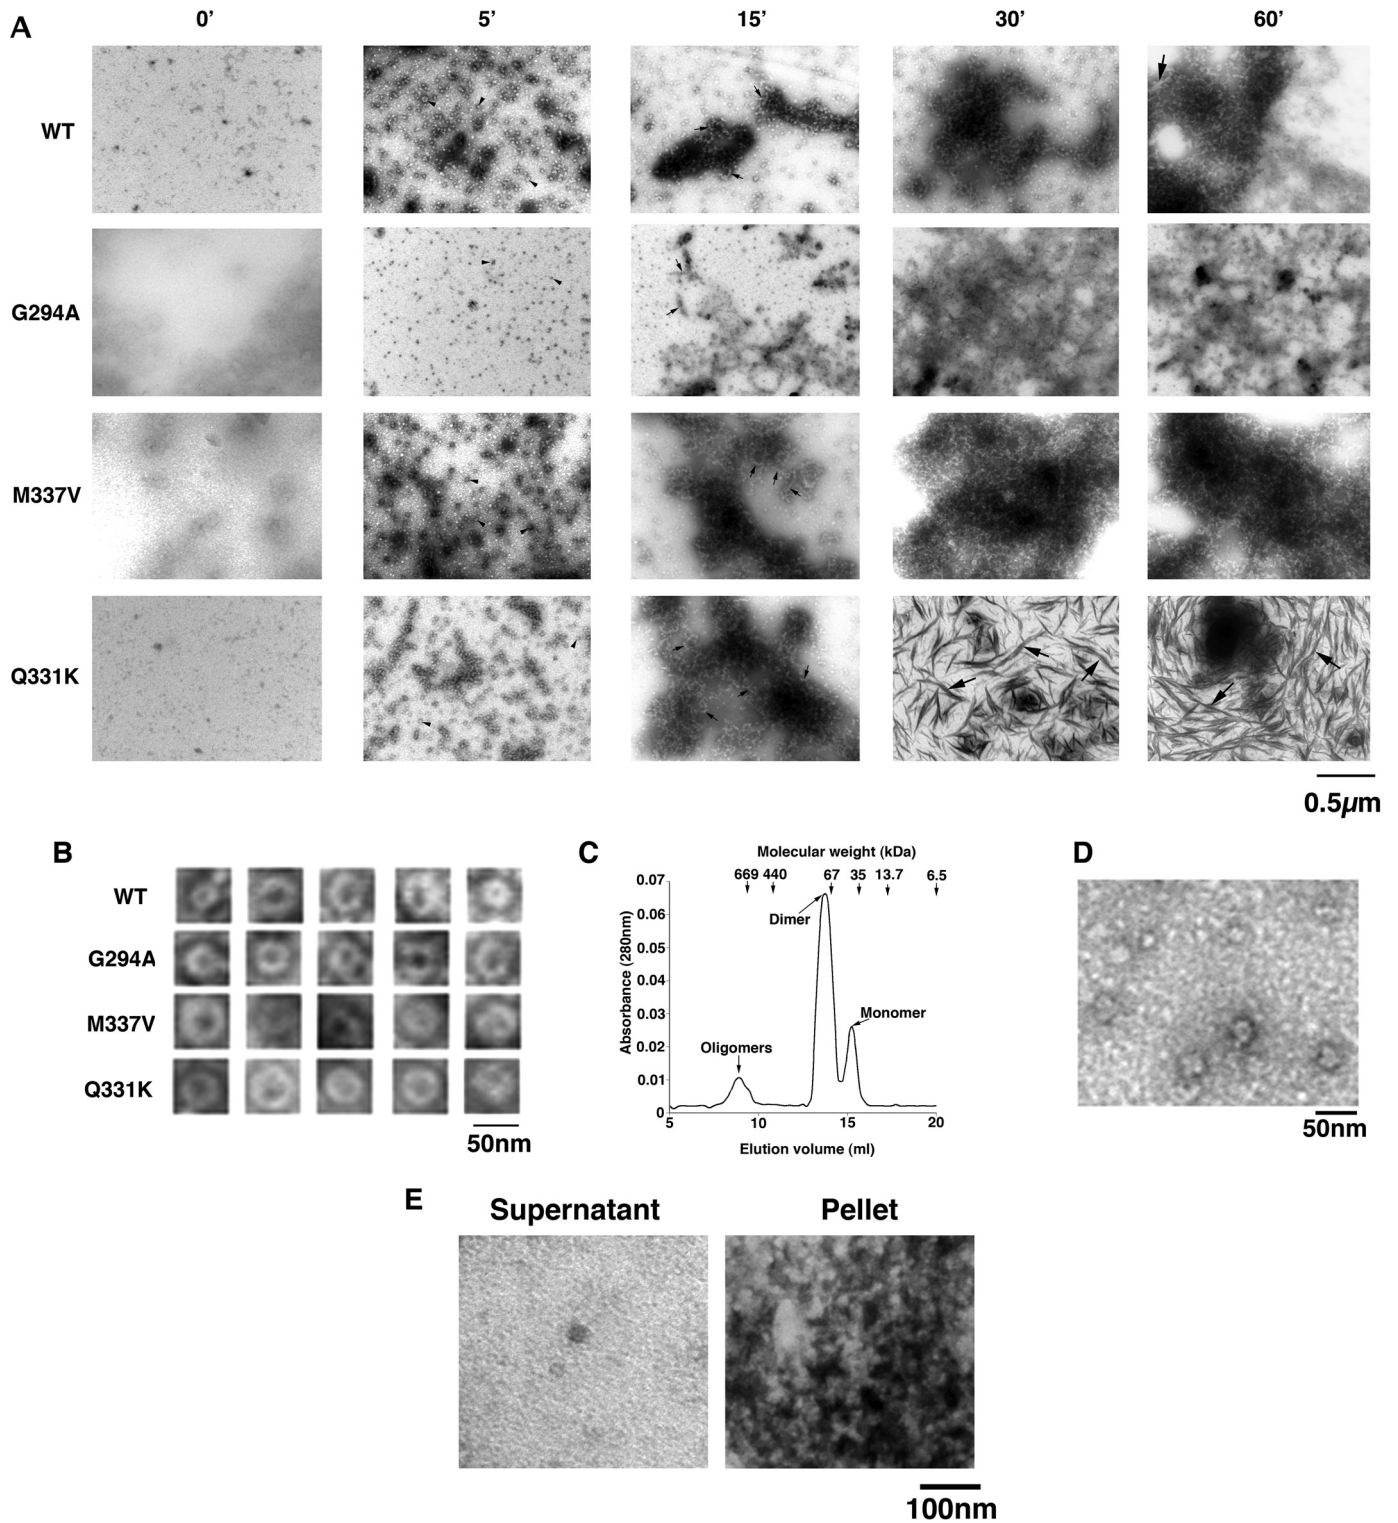 A
0’ 5’ 15’ 30’ 60’
WT
G294A
M337V
Q331K
0.5µm
B
WT
G294A
M337V
Q331K
50nm
C
Molecular weight (kDa)
669 440 67 35 13.7 6.5
0.07
0.06
0.05
0.04
0.03
0.02
0.01
0
Absorbance (280nm)
Dimer
Monomer
Oligomers
5 10 15 20
Elution volume (ml)
D
50nm
E
Supernatant Pellet
100nm